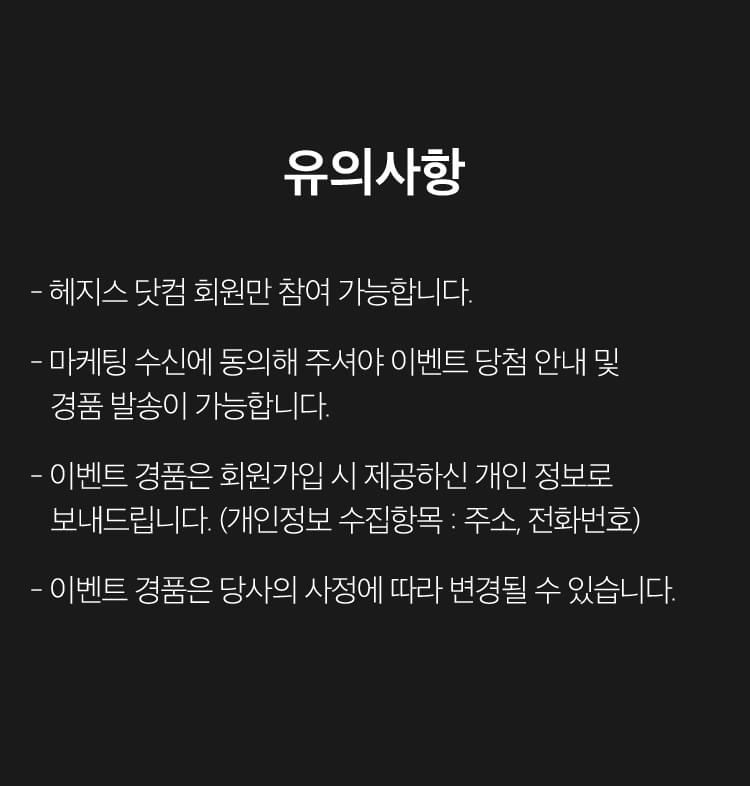 유의사항
- 헤지스 닷컴 회원만 참여 가능합니다.
- 마케팅 수신에 동의해 주셔야 이벤트 당첨 안내 및
경품 발송이 가능합니다.
- 이벤트 경품은 회원가입 시 제공하신 개인 정보로
보내드립니다. (개인정보 수집항목 : 주소, 전화번호)
- 이벤트 경품은 당사의 사정에 따라 변경될 수 있습니다.